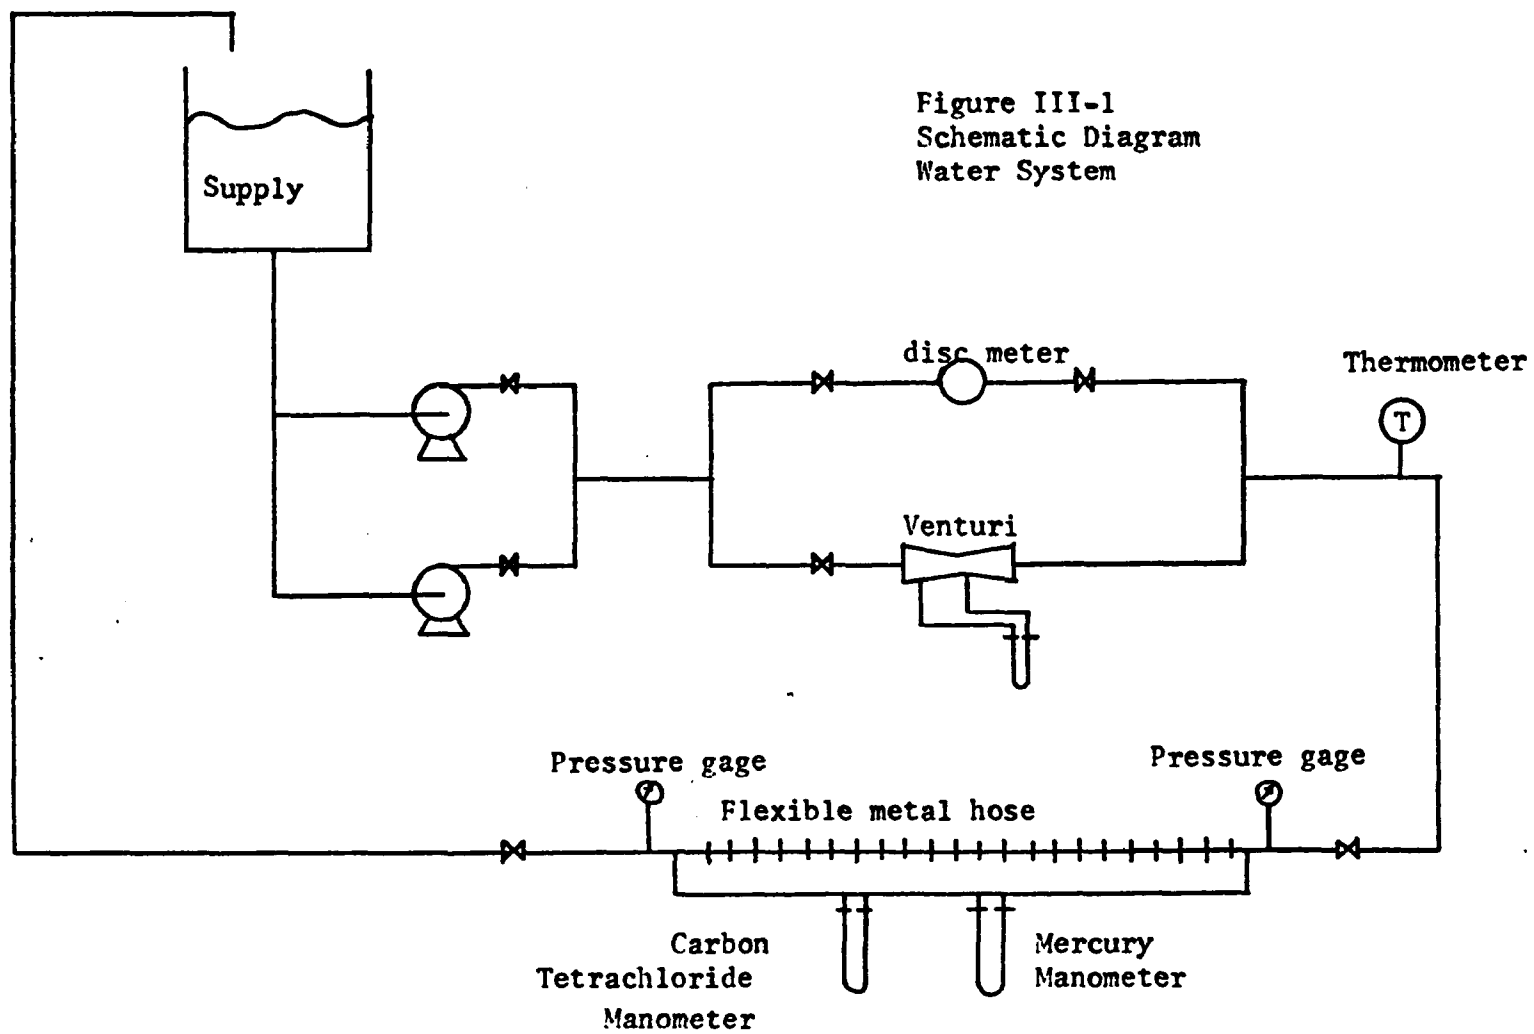 Figure III-1
Schematic Diagram
Water System
Supply
disc meter
Thermometer
T
Venturi
Pressure gage
Pressure gage
Flexible metal hose
Carbon
Tetrachloride
Manometer
Mercury
Manometer